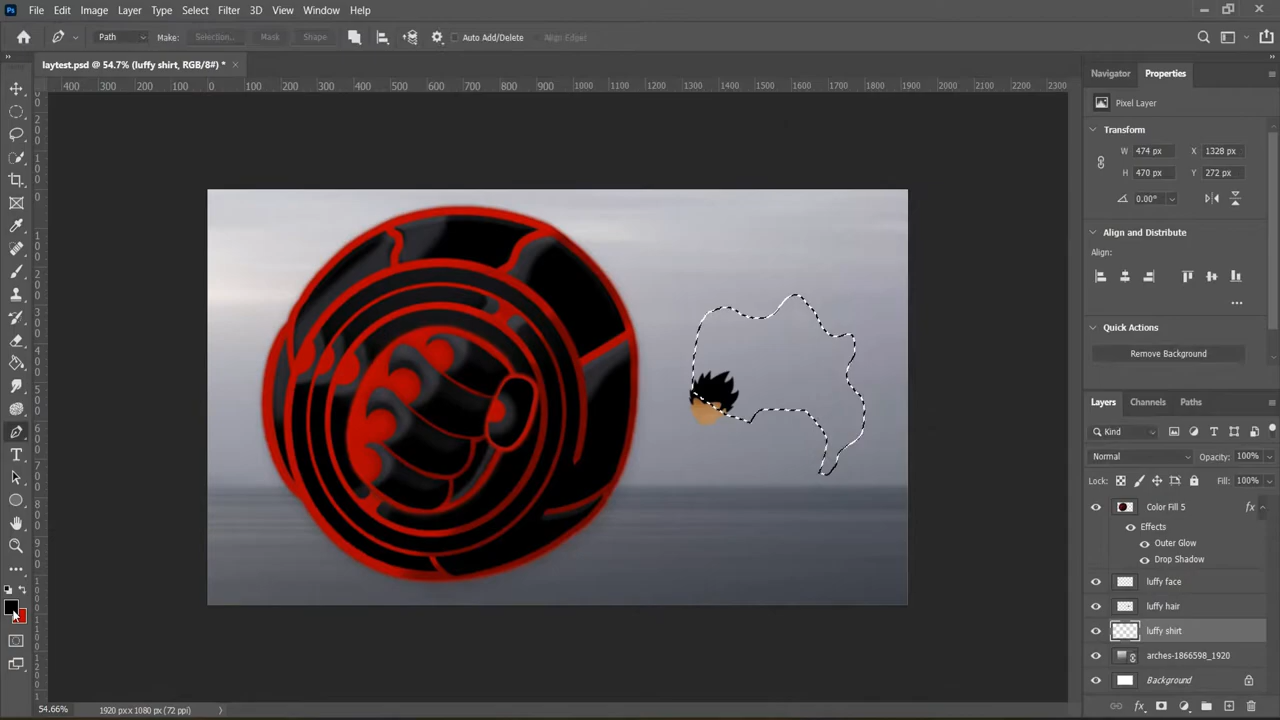 File Edit Image Layer Type Select Filter 3D View Window Help
Path Make: Selection... Mask Shape Auto Add/Delete Align Edges
laytest.psd @ 54.7% (luffy shirt, RGB/8#) * ×
400 300 200 100 0 100 200 300 400 500 600 700 800 900 1000 1100 1200 1300 1400 1500 1600 1700 1800 1900 2000 2100 2200 2300
Navigator Properties
Pixel Layer
Transform
W 474 px X 1328 px
H 470 px Y 272 px
0.00°
Align and Distribute
Align:
Quick Actions
Remove Background
Layers Channels Paths
Kind
Normal Opacity: 100%
Lock: Fill: 100%
Color Fill 5 fx
Effects
Outer Glow
Drop Shadow
luffy face
luffy hair
luffy shirt
arches-1866598_1920
Background
54.66% 1920 px x 1080 px (72 ppi)